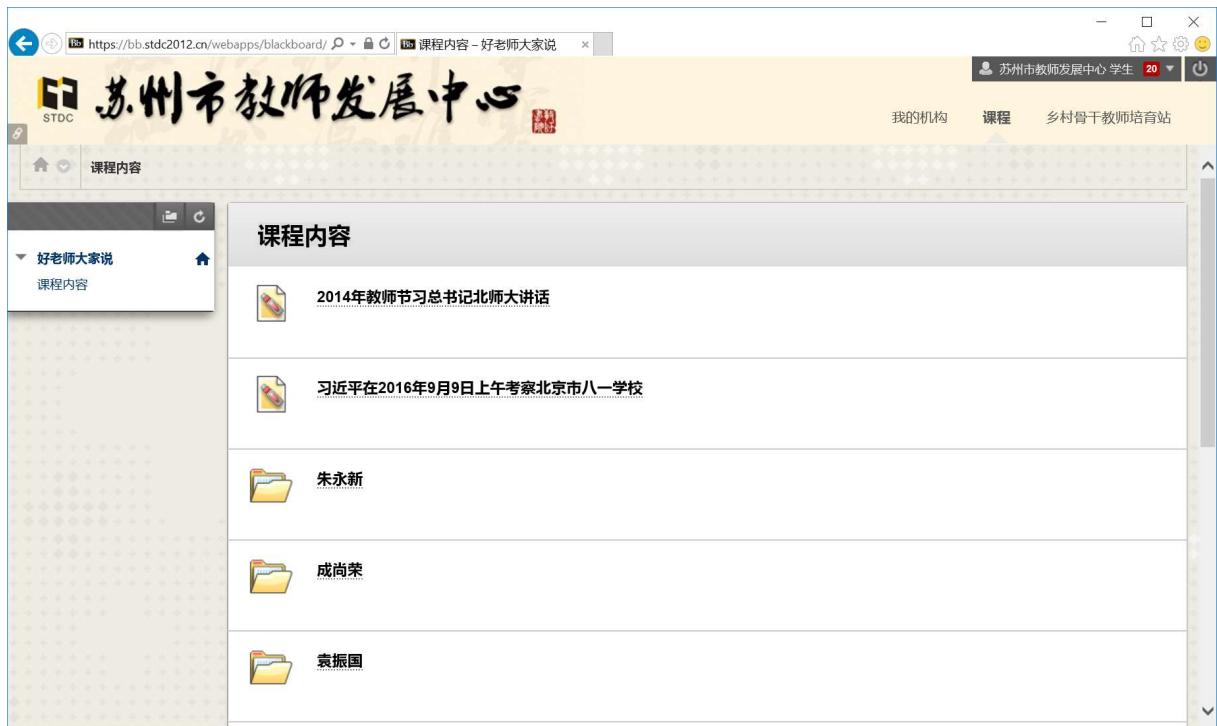 https://bb.stdc2012.cn/webapps/blackboard/
Bb 课程内容 – 好老师大家说
苏州市教师发展中心 学生 20
STDC
苏州市教师发展中心
我的机构 课程 乡村骨干教师培育站
课程内容
好老师大家说
课程内容
课程内容
2014年教师节习总书记北师大讲话
习近平在2016年9月9日上午考察北京市八一学校
朱永新
成尚荣
袁振国